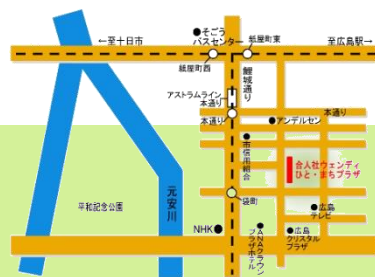 ●そごう
バスセンター
紙屋町東
←至十日市
至広島駅→
紙屋町西
鯉城通り
アストラムライン
本通り
本通り
本通り
●アンデルセン
●市信用組合
合人社ウェンディ
ひと・まちプラザ
袋町
元安川
平和記念公園
●広島
テレビ
NHK●
●ANAクラウン
プラザホテル
●広島
クリスタル
プラザ